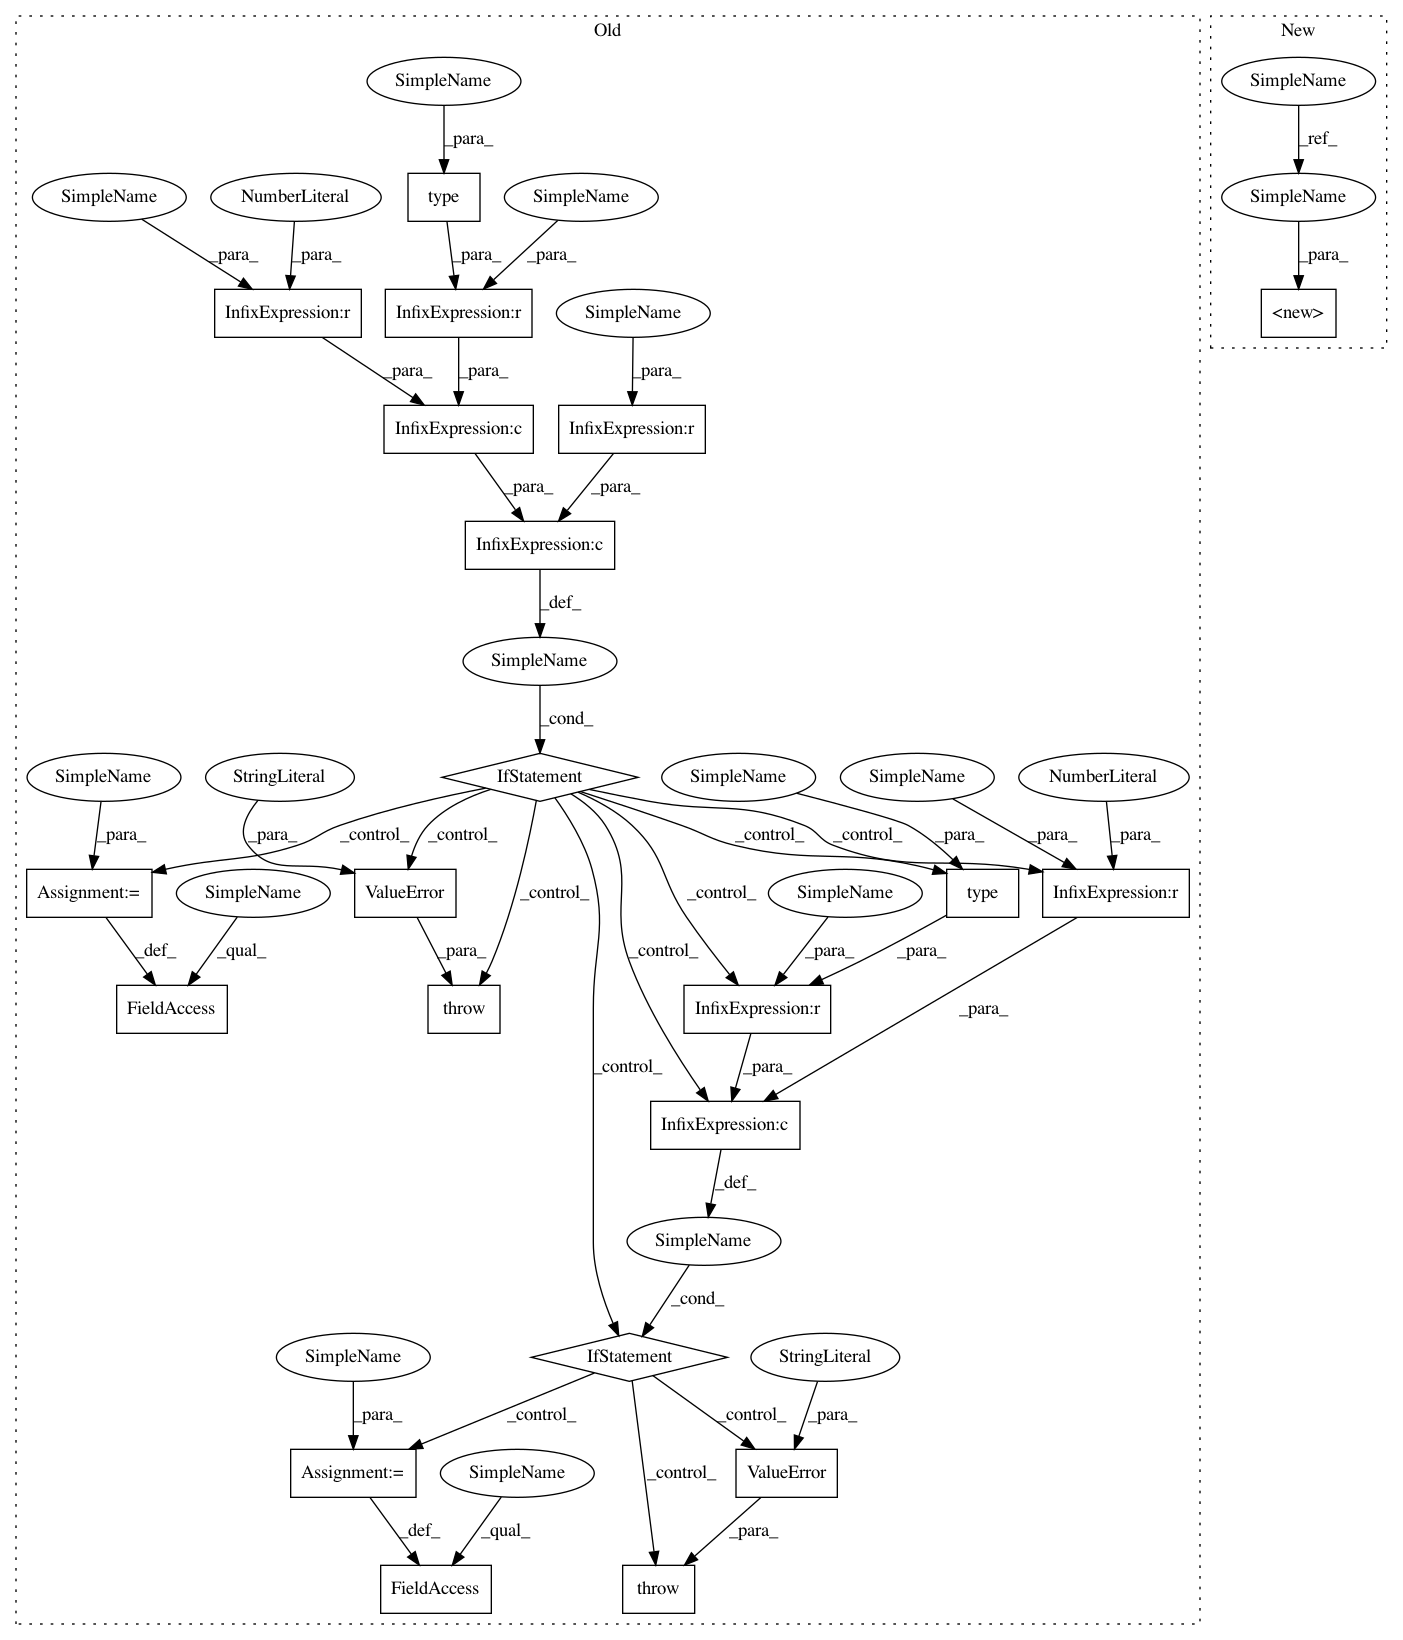 Old
New
SimpleName
SimpleName
_para_
_ref_
SimpleName
NumberLiteral
type
SimpleName
SimpleName
_para_
_para_
_para_
_para_
_para_
InfixExpression:r
InfixExpression:r
SimpleName
<new>
_para_
_para_
_para_
InfixExpression:c
InfixExpression:r
_para_
_para_
InfixExpression:c
_def_
SimpleName
_cond_
SimpleName
StringLiteral
IfStatement
SimpleName
SimpleName
NumberLiteral
_para_
_para_
_control_
_control_
_control_
_control_
_para_
_para_
_para_
Assignment:=
SimpleName
ValueError
_control_
_control_
SimpleName
type
InfixExpression:r
_def_
_qual_
_para_
_control_
_para_
_para_
FieldAccess
throw
InfixExpression:r
_para_
_control_
_para_
InfixExpression:c
_def_
SimpleName
_cond_
SimpleName
IfStatement
StringLiteral
_para_
_control_
_control_
_para_
Assignment:=
SimpleName
_control_
ValueError
_def_
_qual_
_para_
FieldAccess
throw